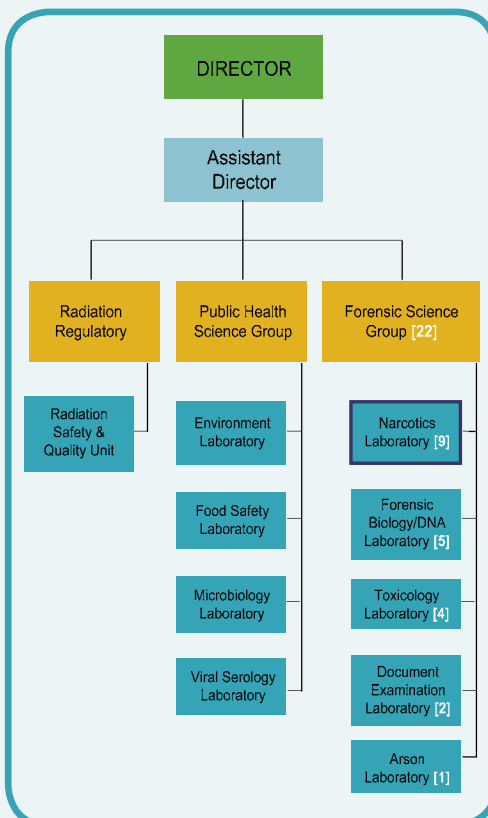 DIRECTOR
Assistant
Director
Radiation
Regulatory
Public Health
Science Group
Forensic Science
Group [22]
Radiation
Safety &
Quality Unit
Environment
Laboratory
Food Safety
Laboratory
Microbiology
Laboratory
Viral Serology
Laboratory
Narcotics
Laboratory [9]
Forensic
Biology/DNA
Laboratory [5]
Toxicology
Laboratory [4]
Document
Examination
Laboratory [2]
Arson
Laboratory [1]